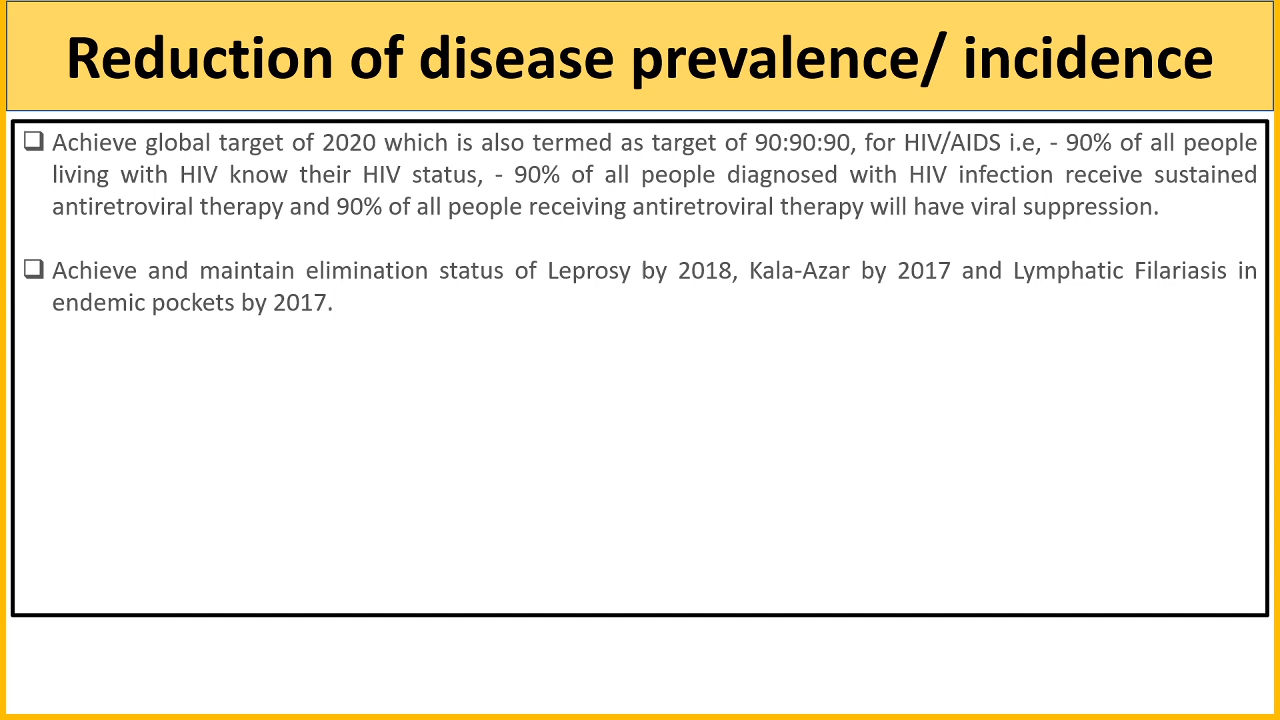 Reduction of disease prevalence/ incidence
❑ Achieve global target of 2020 which is also termed as target of 90:90:90, for HIV/AIDS i.e, - 90% of all people
living with HIV know their HIV status, - 90% of all people diagnosed with HIV infection receive sustained
antiretroviral therapy and 90% of all people receiving antiretroviral therapy will have viral suppression.
❑ Achieve and maintain elimination status of Leprosy by 2018, Kala-Azar by 2017 and Lymphatic Filariasis in
endemic pockets by 2017.